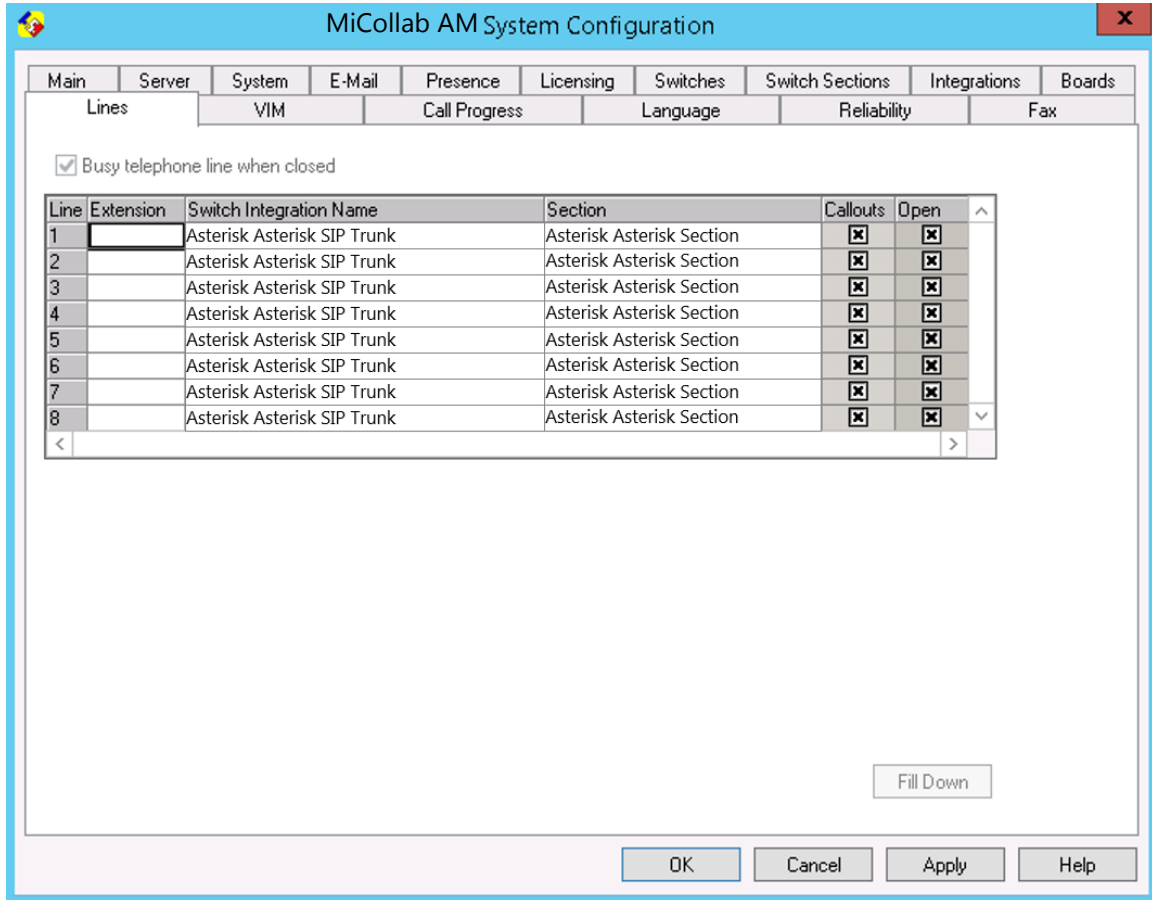 MiCollab AM System Configuration
x
Main Server System E-Mail Presence Licensing Switches Switch Sections Integrations Boards
Lines VIM Call Progress Language Reliability Fax
Busy telephone line when closed
Line Extension Switch Integration Name Section Callouts Open
1 Asterisk Asterisk SIP Trunk Asterisk Asterisk Section
2 Asterisk Asterisk SIP Trunk Asterisk Asterisk Section
3 Asterisk Asterisk SIP Trunk Asterisk Asterisk Section
4 Asterisk Asterisk SIP Trunk Asterisk Asterisk Section
5 Asterisk Asterisk SIP Trunk Asterisk Asterisk Section
6 Asterisk Asterisk SIP Trunk Asterisk Asterisk Section
7 Asterisk Asterisk SIP Trunk Asterisk Asterisk Section
8 Asterisk Asterisk SIP Trunk Asterisk Asterisk Section
Fill Down
OK Cancel Apply Help